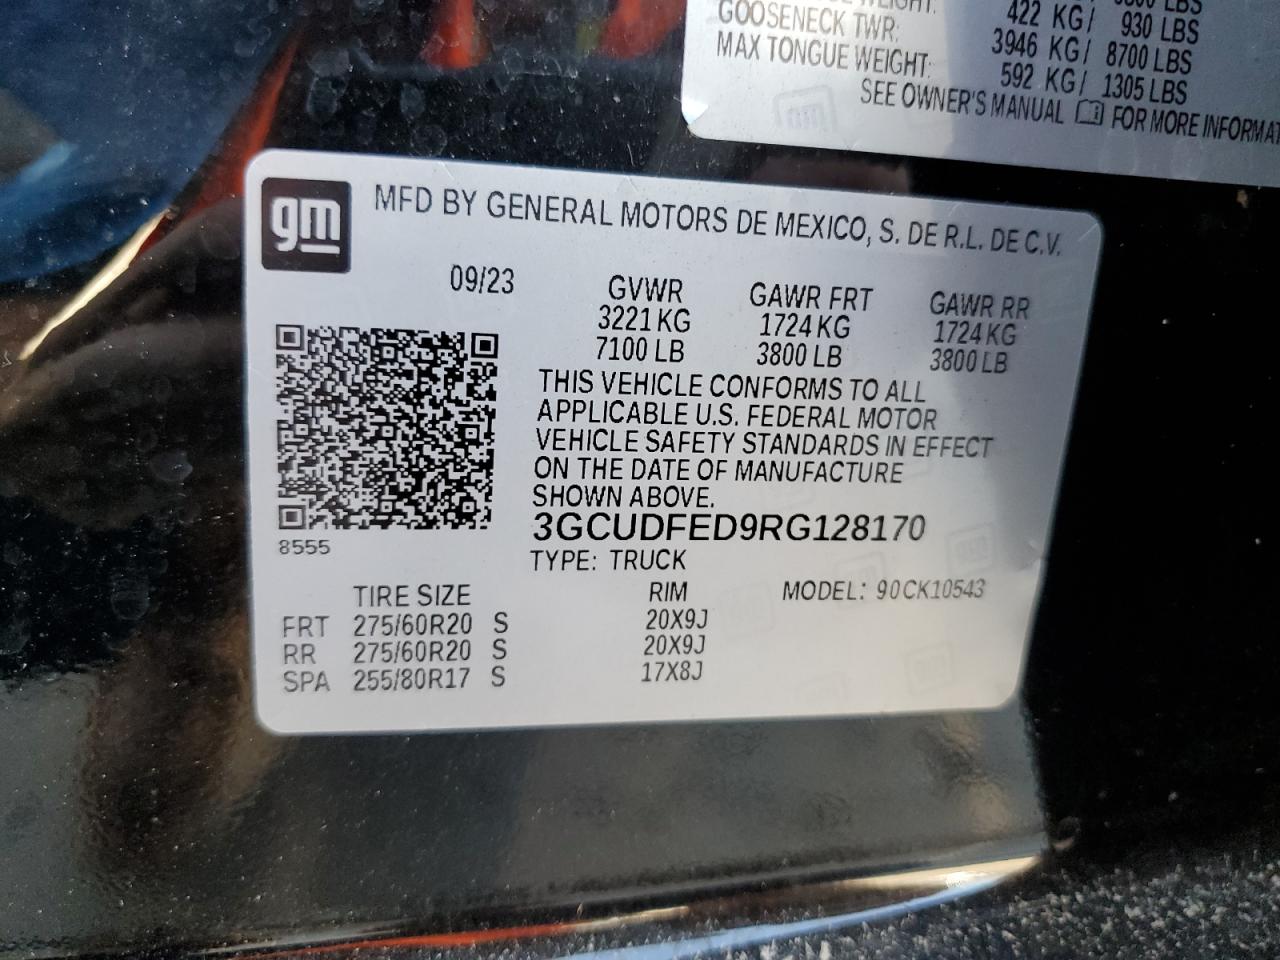 422 KG/ 930 LBS
GOOSENECK TWR: 3946 KG/ 8700 LBS
MAX TONGUE WEIGHT: 592 KG/ 1305 LBS
SEE OWNER'S MANUAL FOR MORE INFORMAT
gm
MFD BY GENERAL MOTORS DE MEXICO, S. DE R.L. DE C.V.
09/23 GVWR GAWR FRT GAWR RR
3221 KG 1724 KG 1724 KG
7100 LB 3800 LB 3800 LB
THIS VEHICLE CONFORMS TO ALL
APPLICABLE U.S. FEDERAL MOTOR
VEHICLE SAFETY STANDARDS IN EFFECT
ON THE DATE OF MANUFACTURE
SHOWN ABOVE.
3GCUDFED9RG128170
8555
TYPE: TRUCK
TIRE SIZE RIM MODEL: 90CK10543
FRT 275/60R20 S 20X9J
RR 275/60R20 S 20X9J
SPA 255/80R17 S 17X8J